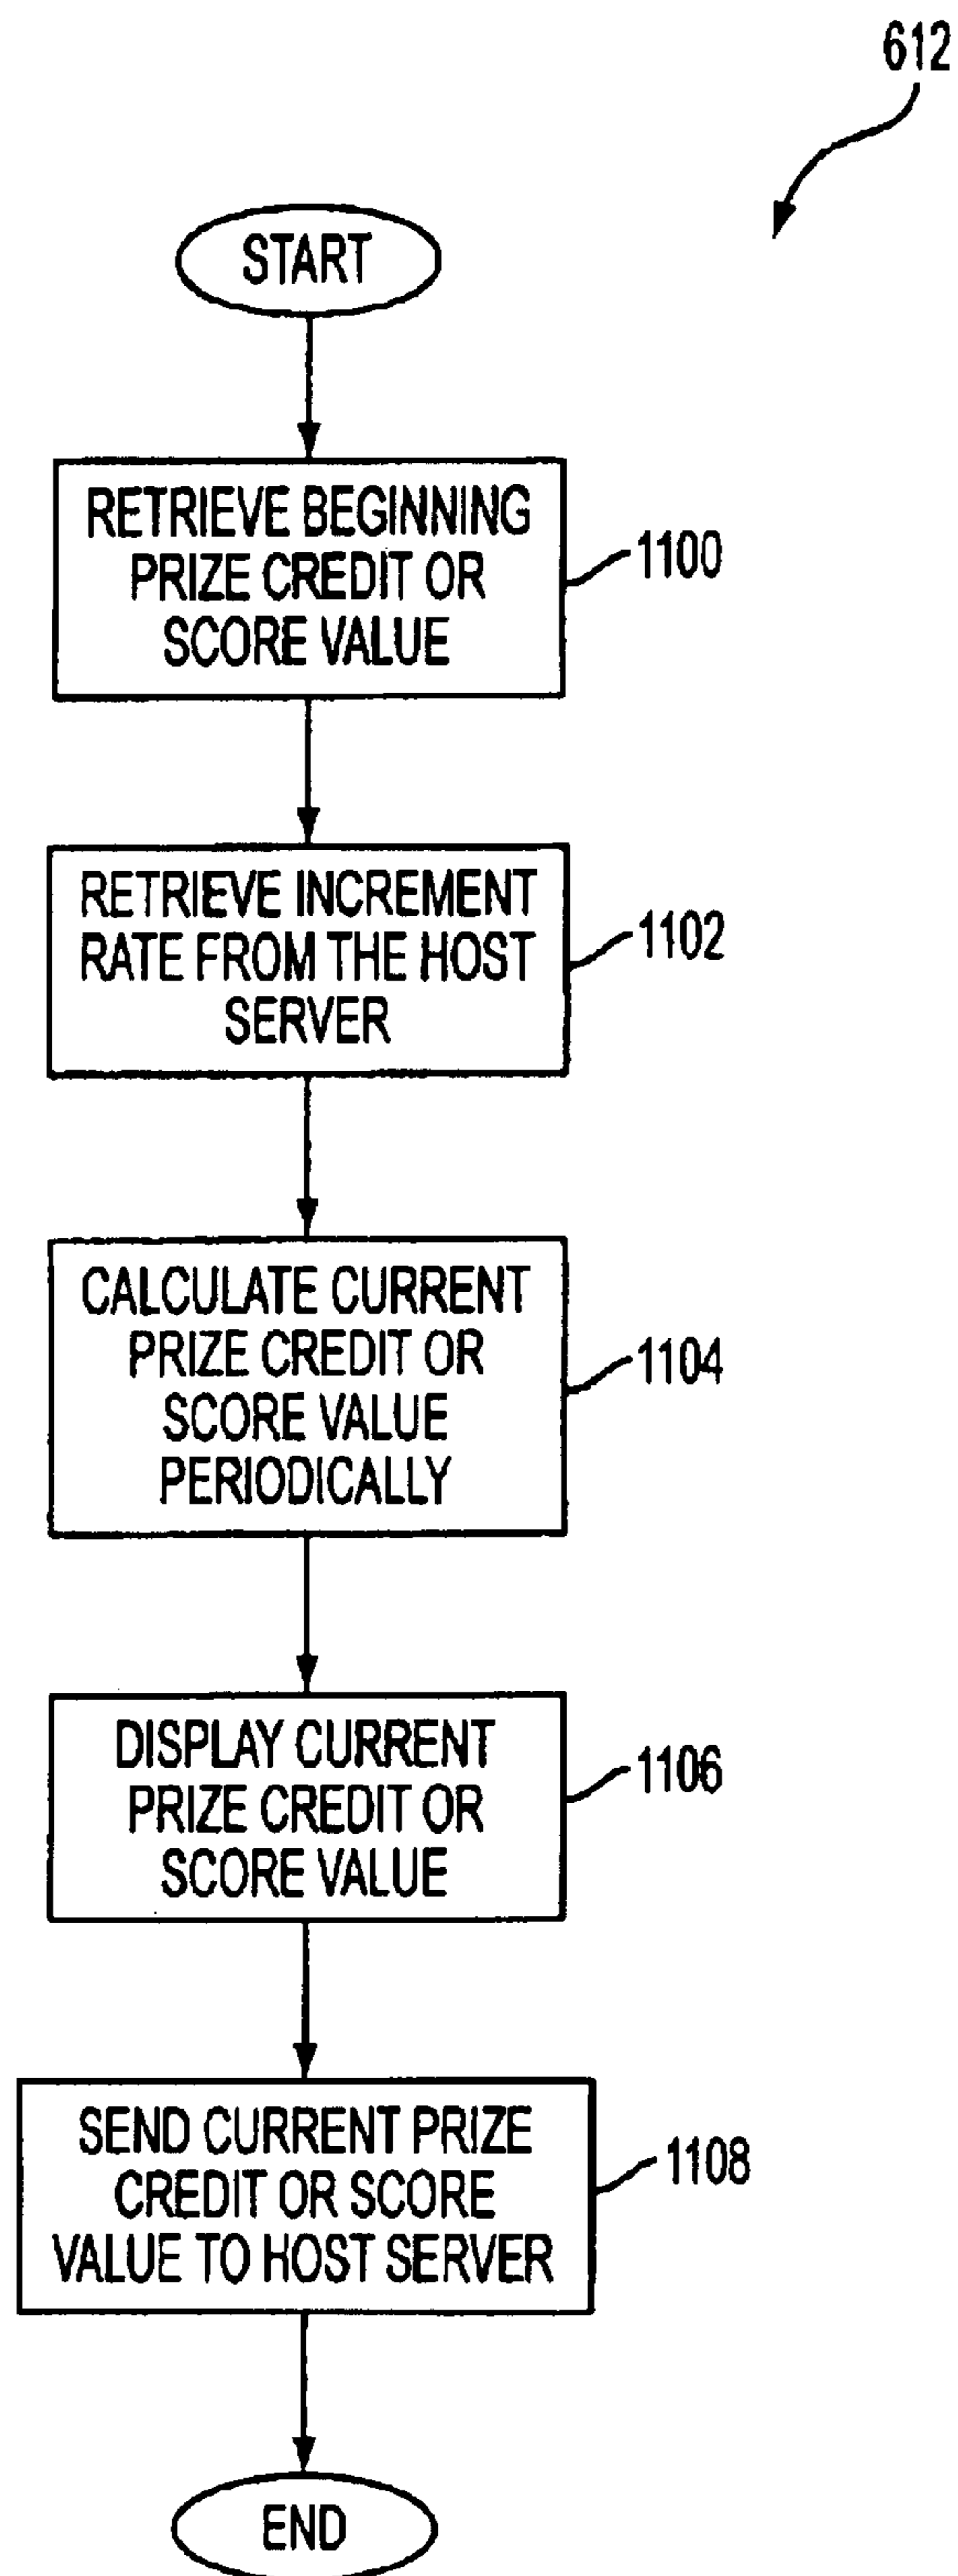 612
START
RETRIEVE BEGINNING
PRIZE CREDIT OR
SCORE VALUE
1100
RETRIEVE INCREMENT
RATE FROM THE HOST
SERVER
1102
CALCULATE CURRENT
PRIZE CREDIT OR
SCORE VALUE
PERIODICALLY
1104
DISPLAY CURRENT
PRIZE CREDIT OR
SCORE VALUE
1106
SEND CURRENT PRIZE
CREDIT OR SCORE
VALUE TO HOST SERVER
1108
END